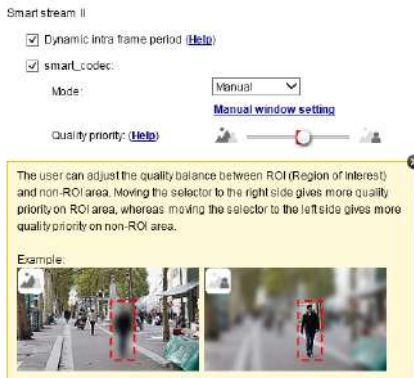 Smart stream II
Dynamic intra frame period (Help)
smart_codec:
Mode: Manual
Manual window setting
Quality priority: (Help)
The user can adjust the quality balance between ROI (Region of Interest)
and non-ROI area. Moving the selector to the right side gives more quality
priority on ROI area, whereas moving the selector to the left side gives more
quality priority on non-ROI area.
Example: